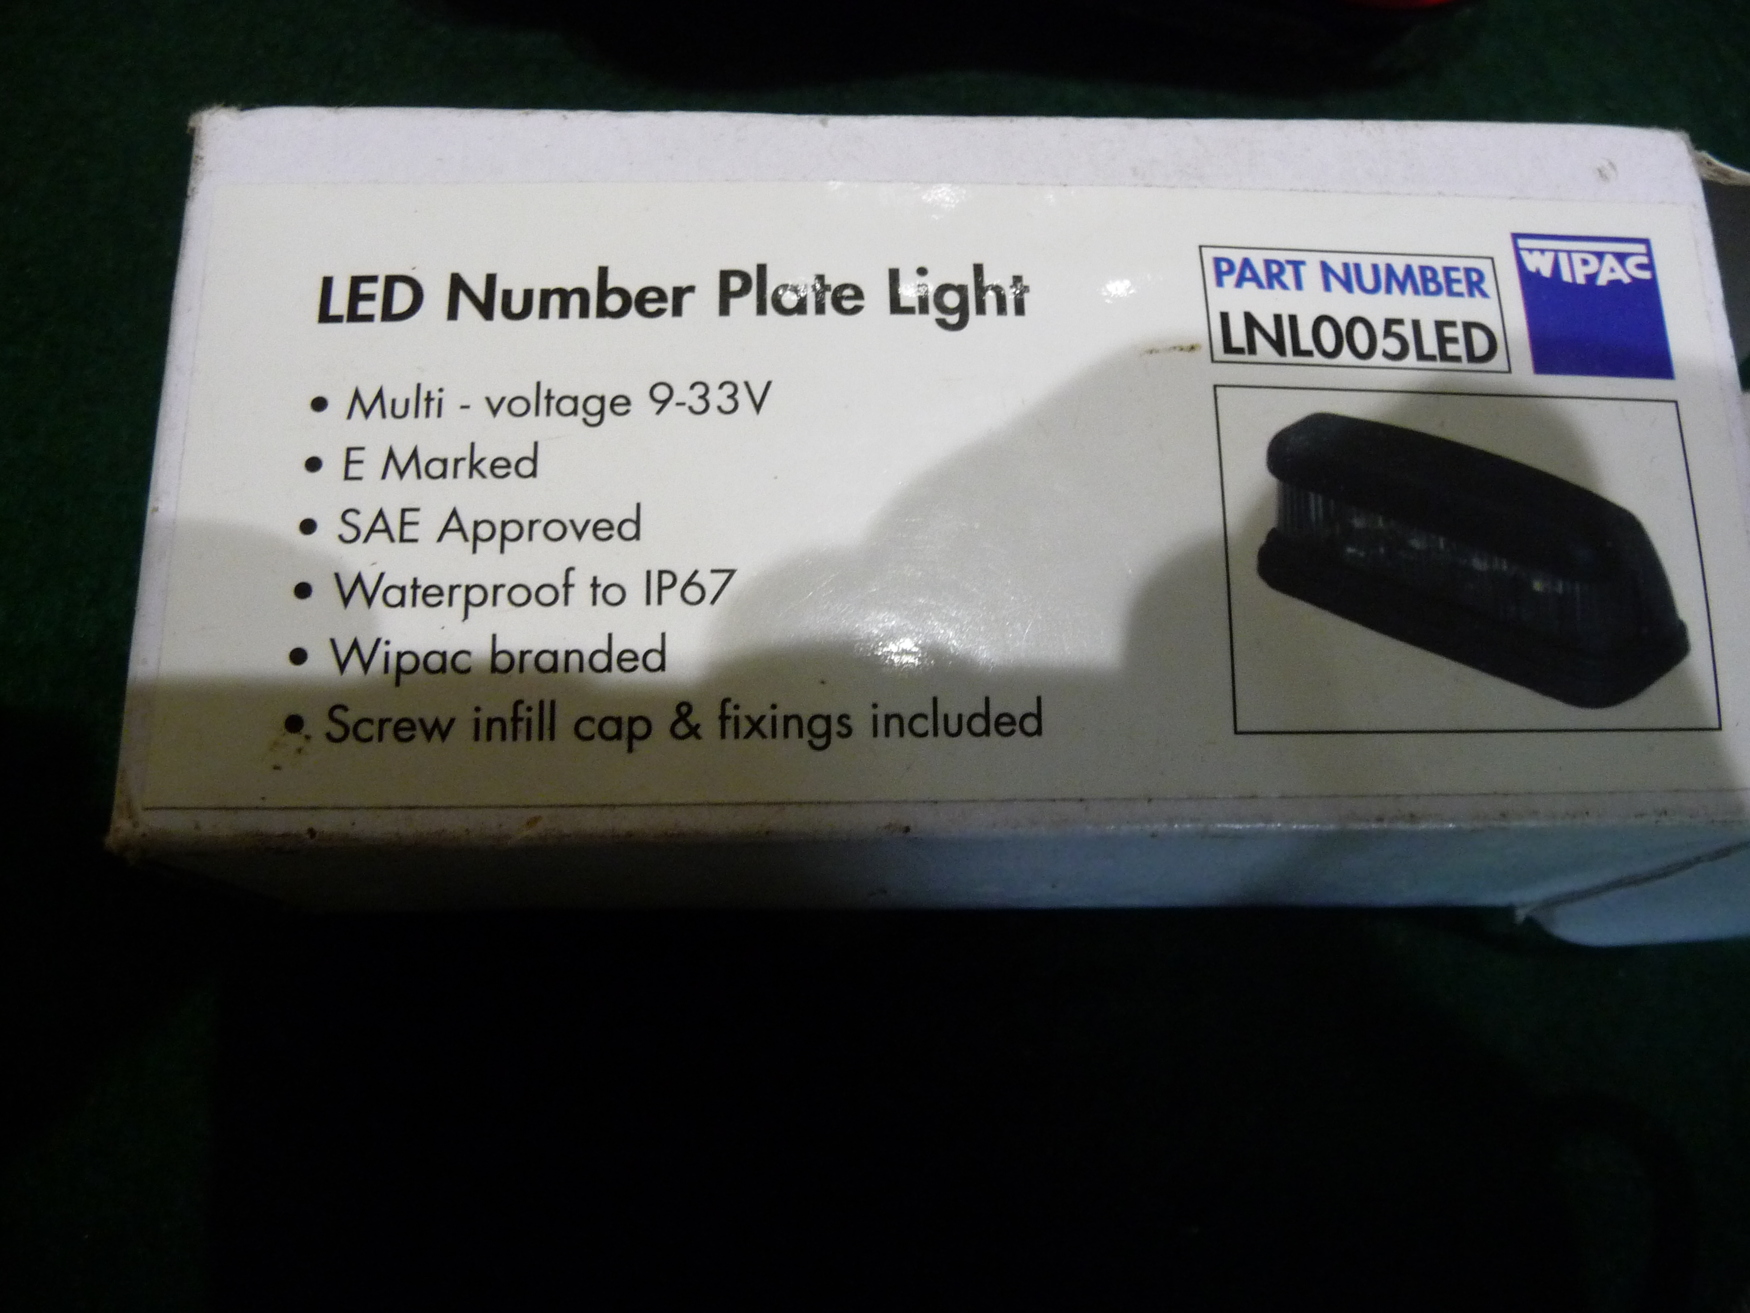 LED Number Plate Light
• Multi - voltage 9-33V
• E Marked
• SAE Approved
• Waterproof to IP67
• Wipac branded
• Screw infill cap & fixings included
PART NUMBER
LNL005LED
WIPAC